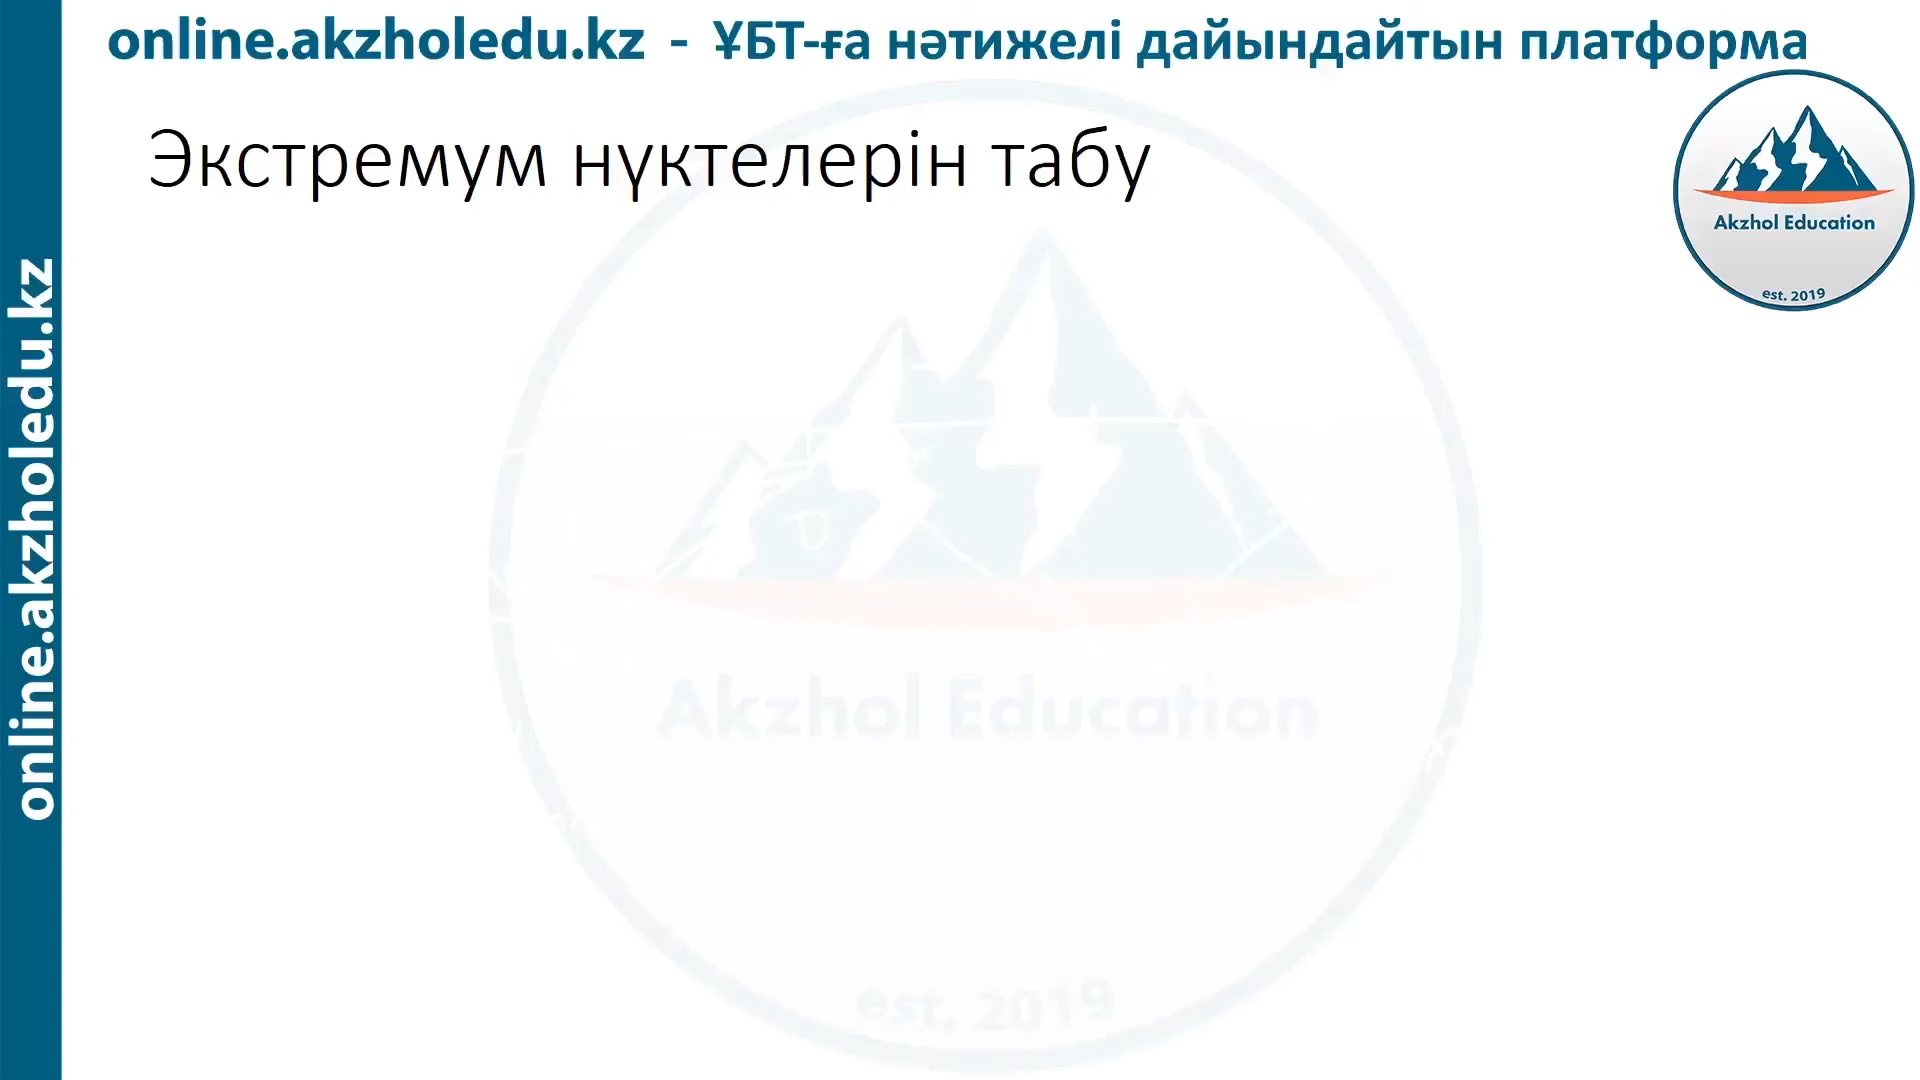 online.akzholedu.kz - ҰБТ-ға нәтижелі дайындайтын платформа
Экстремум нүктелерін табу
Akzhol Education
est. 2019
online.akzholedu.kz
Akzhol Education
est. 2019